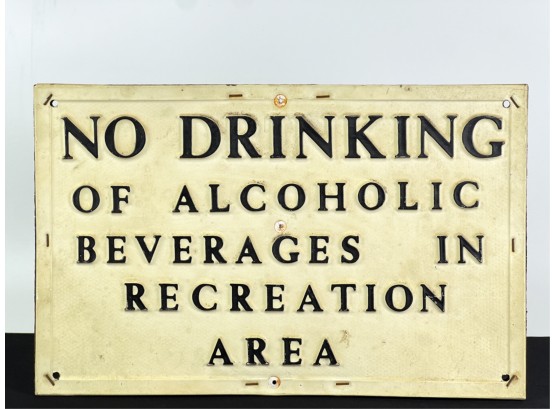 NO DRINKING
OF ALCOHOLIC
BEVERAGES IN
RECREATION
AREA